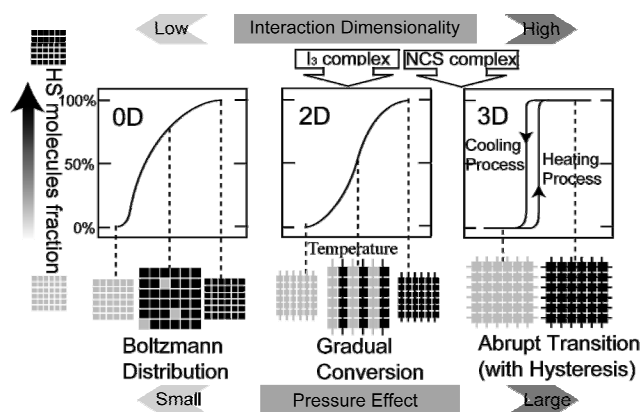 Low Interaction Dimensionality High
I3 complex NCS complex
HS molecules fraction
100%
50%
0%
0D
2D
3D
Cooling
Process
Heating
Process
Temperature
Boltzmann
Distribution
Gradual
Conversion
Abrupt Transition
(with Hysteresis)
Small Pressure Effect Large